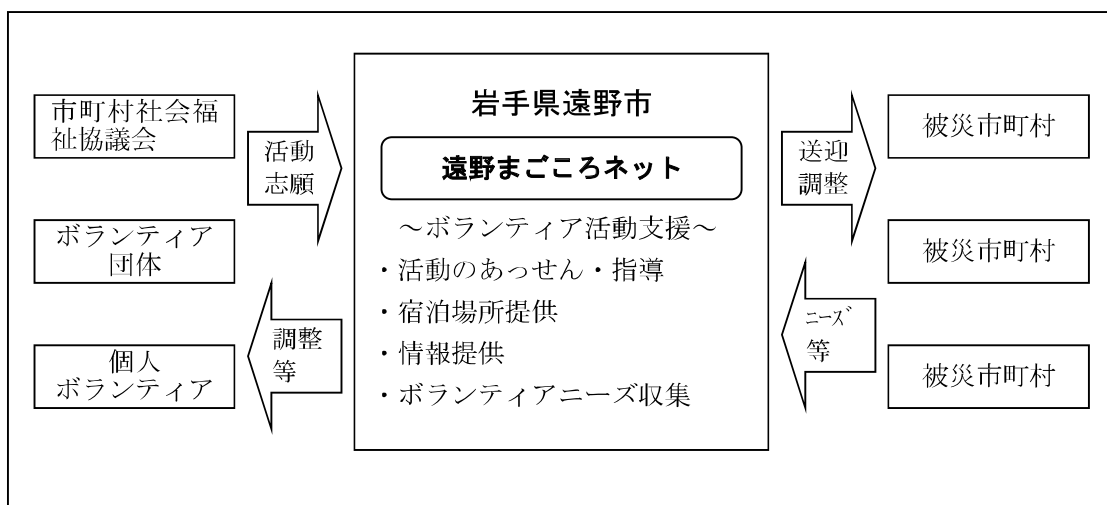 市町村社会福
祉協議会
ボランティア
団体
個人
ボランティア
活動
志願
調整
等
岩手県遠野市
遠野まごころネット
～ボランティア活動支援～
・活動のあっせん・指導
・宿泊場所提供
・情報提供
・ボランティアニーズ収集
送迎
調整
ニーズ
等
被災市町村
被災市町村
被災市町村